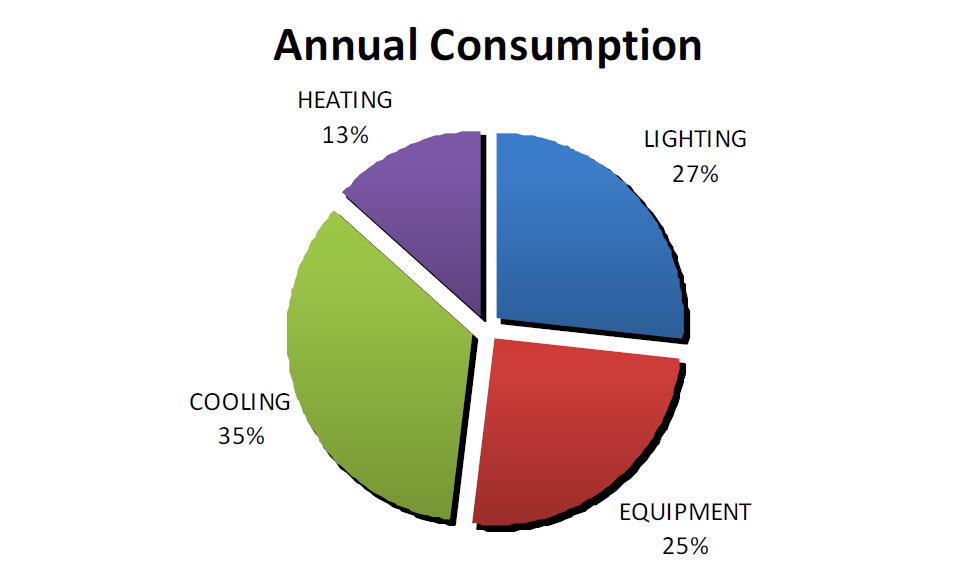 Annual Consumption
HEATING
13%
LIGHTING
27%
COOLING
35%
EQUIPMENT
25%